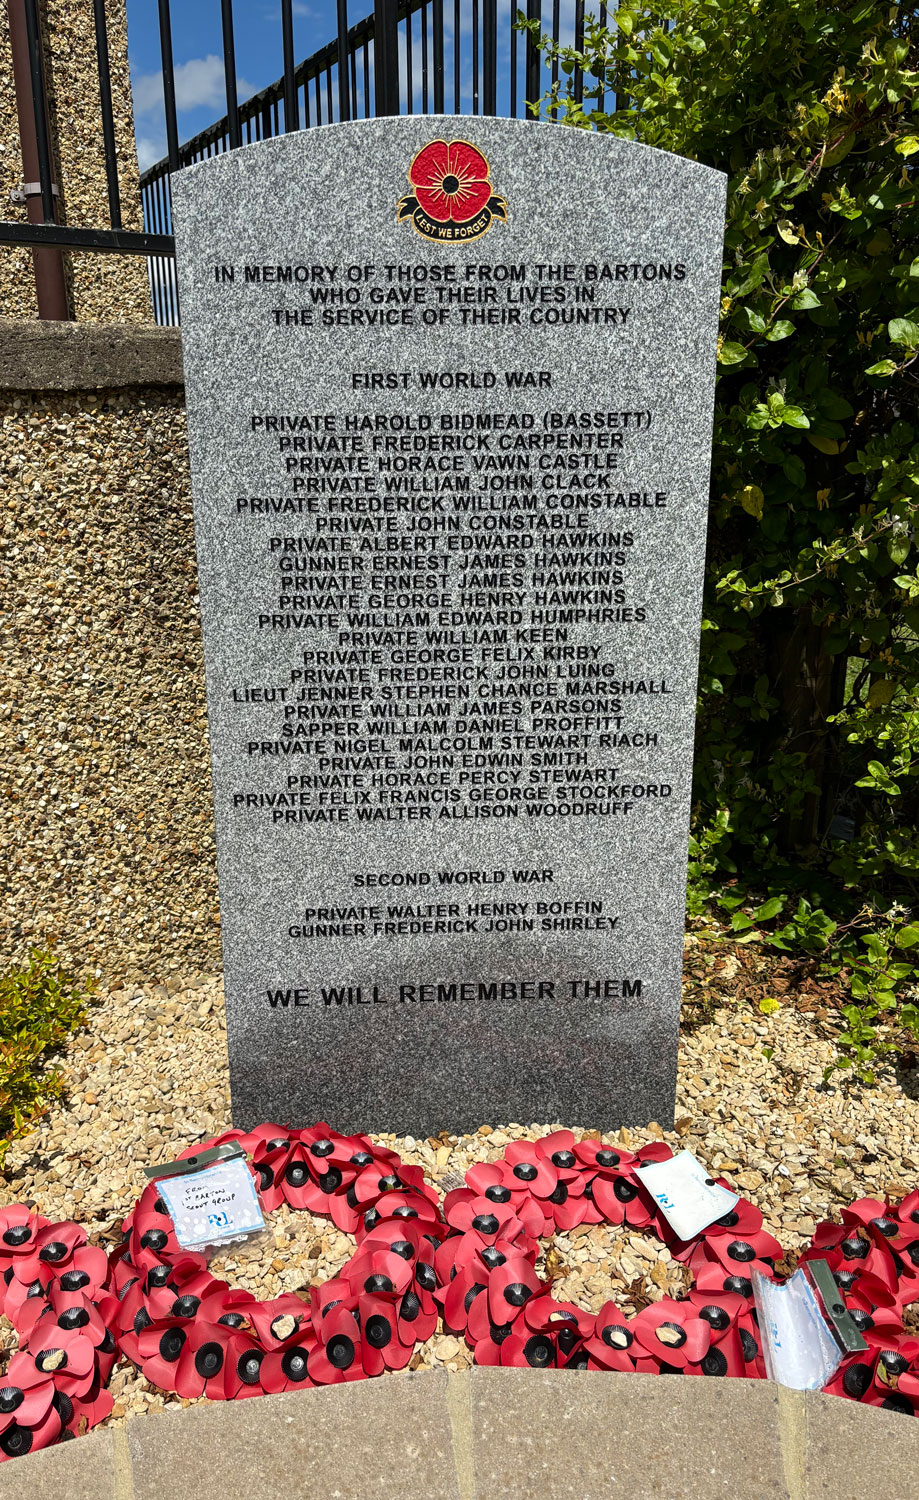 LEST WE FORGET
IN MEMORY OF THOSE FROM THE BARTONS
WHO GAVE THEIR LIVES IN
THE SERVICE OF THEIR COUNTRY
FIRST WORLD WAR
PRIVATE HAROLD BIDMEAD (BASSETT)
PRIVATE FREDERICK CARPENTER
PRIVATE HORACE VAWN CASTLE
PRIVATE WILLIAM JOHN CLACK
PRIVATE FREDERICK WILLIAM CONSTABLE
PRIVATE JOHN CONSTABLE
PRIVATE ALBERT EDWARD HAWKINS
GUNNER ERNEST JAMES HAWKINS
PRIVATE ERNEST JAMES HAWKINS
PRIVATE GEORGE HENRY HAWKINS
PRIVATE WILLIAM EDWARD HUMPHRIES
PRIVATE WILLIAM KEEN
PRIVATE GEORGE FELIX KIRBY
PRIVATE FREDERICK JOHN LUING
LIEUT JENNER STEPHEN CHANCE MARSHALL
PRIVATE WILLIAM JAMES PARSONS
SAPPER WILLIAM DANIEL PROFFITT
PRIVATE NIGEL MALCOLM STEWART RIACH
PRIVATE JOHN EDWIN SMITH
PRIVATE HORACE PERCY STEWART
PRIVATE FELIX FRANCIS GEORGE STOCKFORD
PRIVATE WALTER ALLISON WOODRUFF
SECOND WORLD WAR
PRIVATE WALTER HENRY BOFFIN
GUNNER FREDERICK JOHN SHIRLEY
WE WILL REMEMBER THEM
FROM
BARTON
SCOUT GROUP